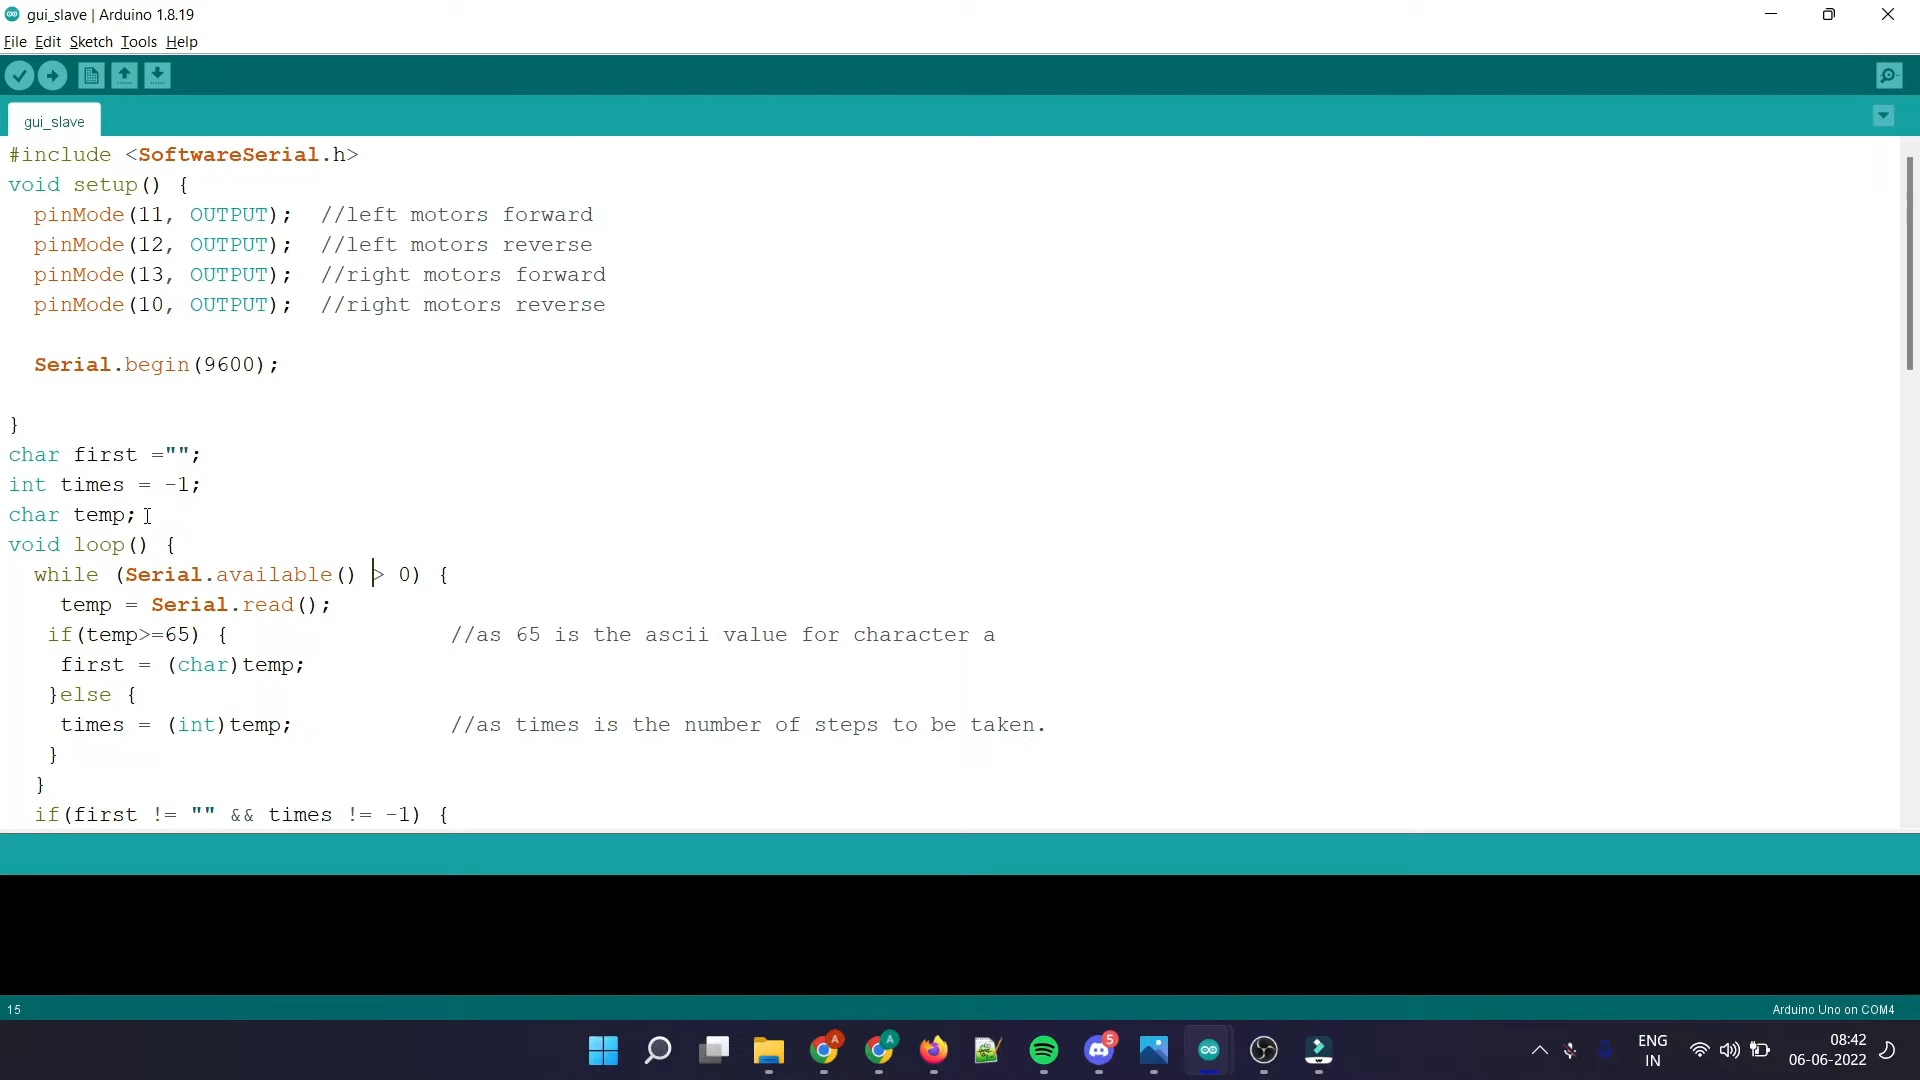 gui_slave | Arduino 1.8.19
File Edit Sketch Tools Help
gui_slave
#include <SoftwareSerial.h>
void setup() {
  pinMode(11, OUTPUT);  //left motors forward
  pinMode(12, OUTPUT);  //left motors reverse
  pinMode(13, OUTPUT);  //right motors forward
  pinMode(10, OUTPUT);  //right motors reverse
  Serial.begin(9600);
}
char first ="";
int times = -1;
char temp;
void loop() {
  while (Serial.available() > 0) {
    temp = Serial.read();
   if(temp>=65) {                  //as 65 is the ascii value for character a
    first = (char)temp;
   }else {
    times = (int)temp;             //as times is the number of steps to be taken.
   }
  }
  if(first != "" && times != -1) {
15
Arduino Uno on COM4
A
A
5
ENG
IN
08:42
06-06-2022